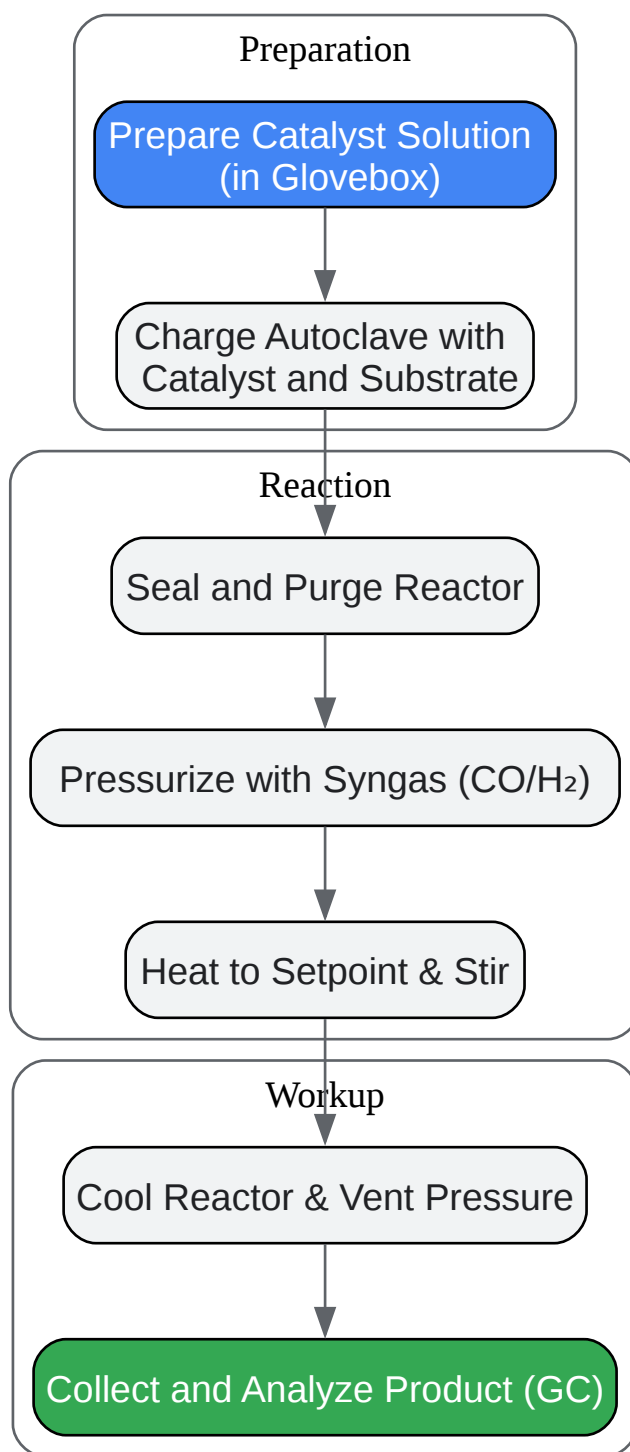 Preparation
Prepare Catalyst Solution
(in Glovebox)
Charge Autoclave with
Catalyst and Substrate
Reaction
Seal and Purge Reactor
Pressurize with Syngas (CO/H₂)
Heat to Setpoint & Stir
Workup
Cool Reactor & Vent Pressure
Collect and Analyze Product (GC)